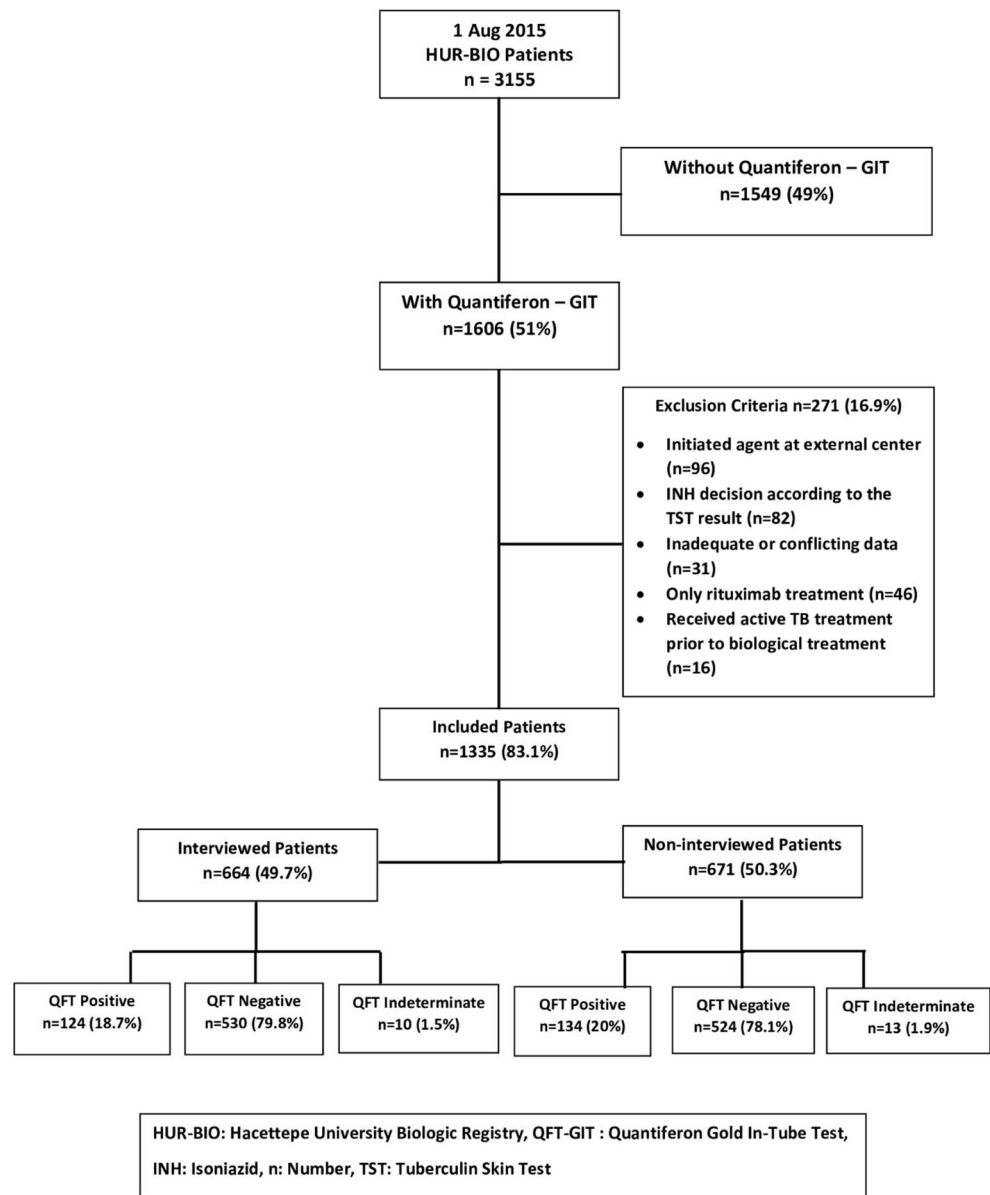 1 Aug 2015
HUR-BIO Patients
n = 3155
Without Quantiferon – GIT
n=1549 (49%)
With Quantiferon – GIT
n=1606 (51%)
Exclusion Criteria n=271 (16.9%)
• Initiated agent at external center
(n=96)
• INH decision according to the
TST result (n=82)
• Inadequate or conflicting data
(n=31)
• Only rituximab treatment (n=46)
• Received active TB treatment
prior to biological treatment
(n=16)
Included Patients
n=1335 (83.1%)
Interviewed Patients
n=664 (49.7%)
Non-interviewed Patients
n=671 (50.3%)
QFT Positive
n=124 (18.7%)
QFT Negative
n=530 (79.8%)
QFT Indeterminate
n=10 (1.5%)
QFT Positive
n=134 (20%)
QFT Negative
n=524 (78.1%)
QFT Indeterminate
n=13 (1.9%)
HUR-BIO: Hacettepe University Biologic Registry, QFT-GIT : Quantiferon Gold In-Tube Test,
INH: Isoniazid, n: Number, TST: Tuberculin Skin Test